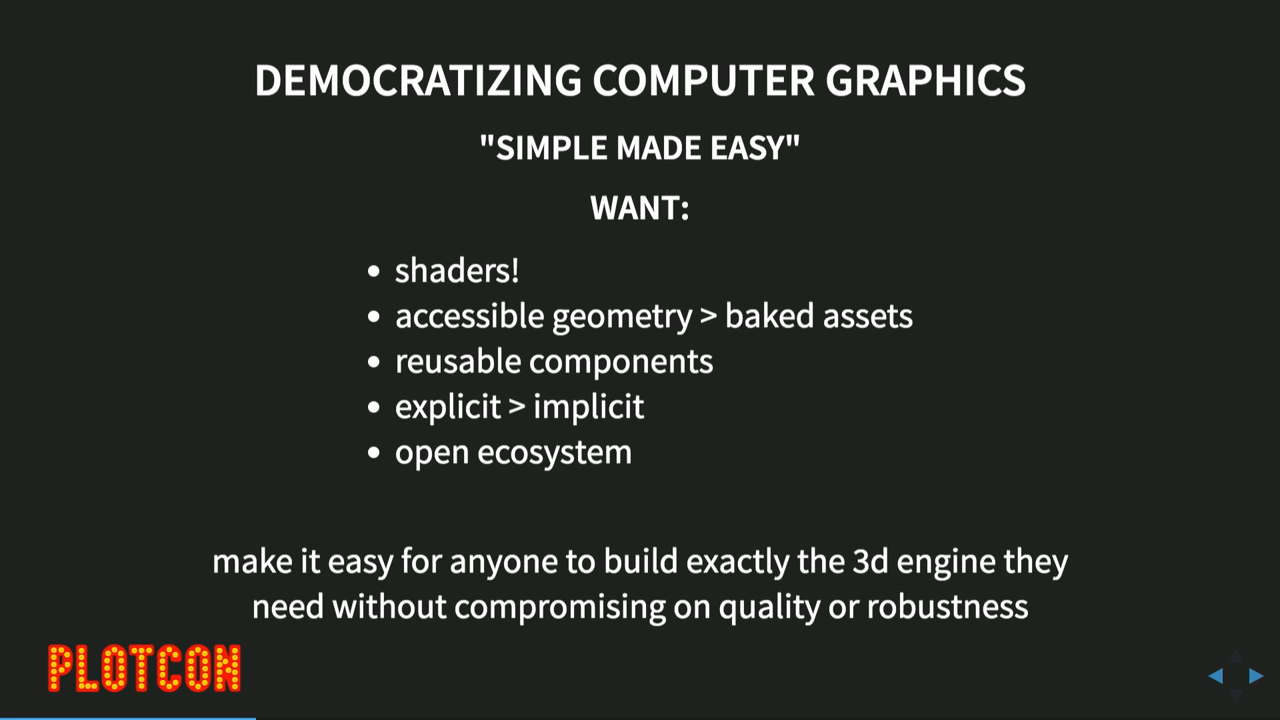 DEMOCRATIZING COMPUTER GRAPHICS
"SIMPLE MADE EASY"
WANT:
• shaders!
• accessible geometry > baked assets
• reusable components
• explicit > implicit
• open ecosystem
make it easy for anyone to build exactly the 3d engine they
need without compromising on quality or robustness
PLOTCON